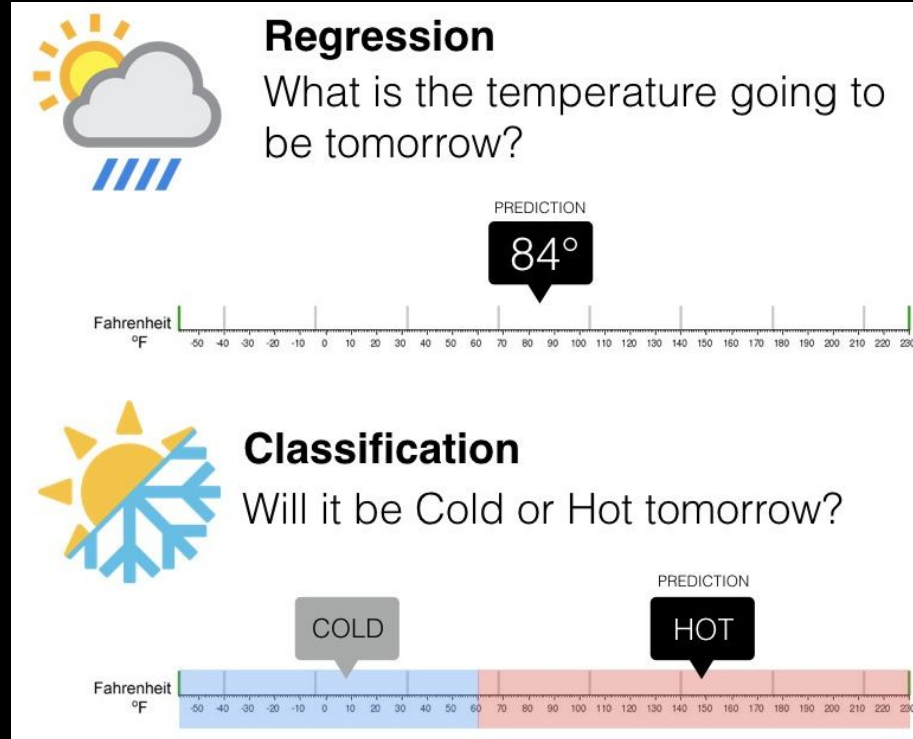 Regression
What is the temperature going to
be tomorrow?
PREDICTION
84°
Fahrenheit
°F
-50 -40 -30 -20 -10 0 10 20 30 40 50 60 70 80 90 100 110 120 130 140 150 160 170 180 190 200 210 220 230
Classification
Will it be Cold or Hot tomorrow?
PREDICTION
COLD HOT
Fahrenheit
°F
-50 -40 -30 -20 -10 0 10 20 30 40 50 60 70 80 90 100 110 120 130 140 150 160 170 180 190 200 210 220 230